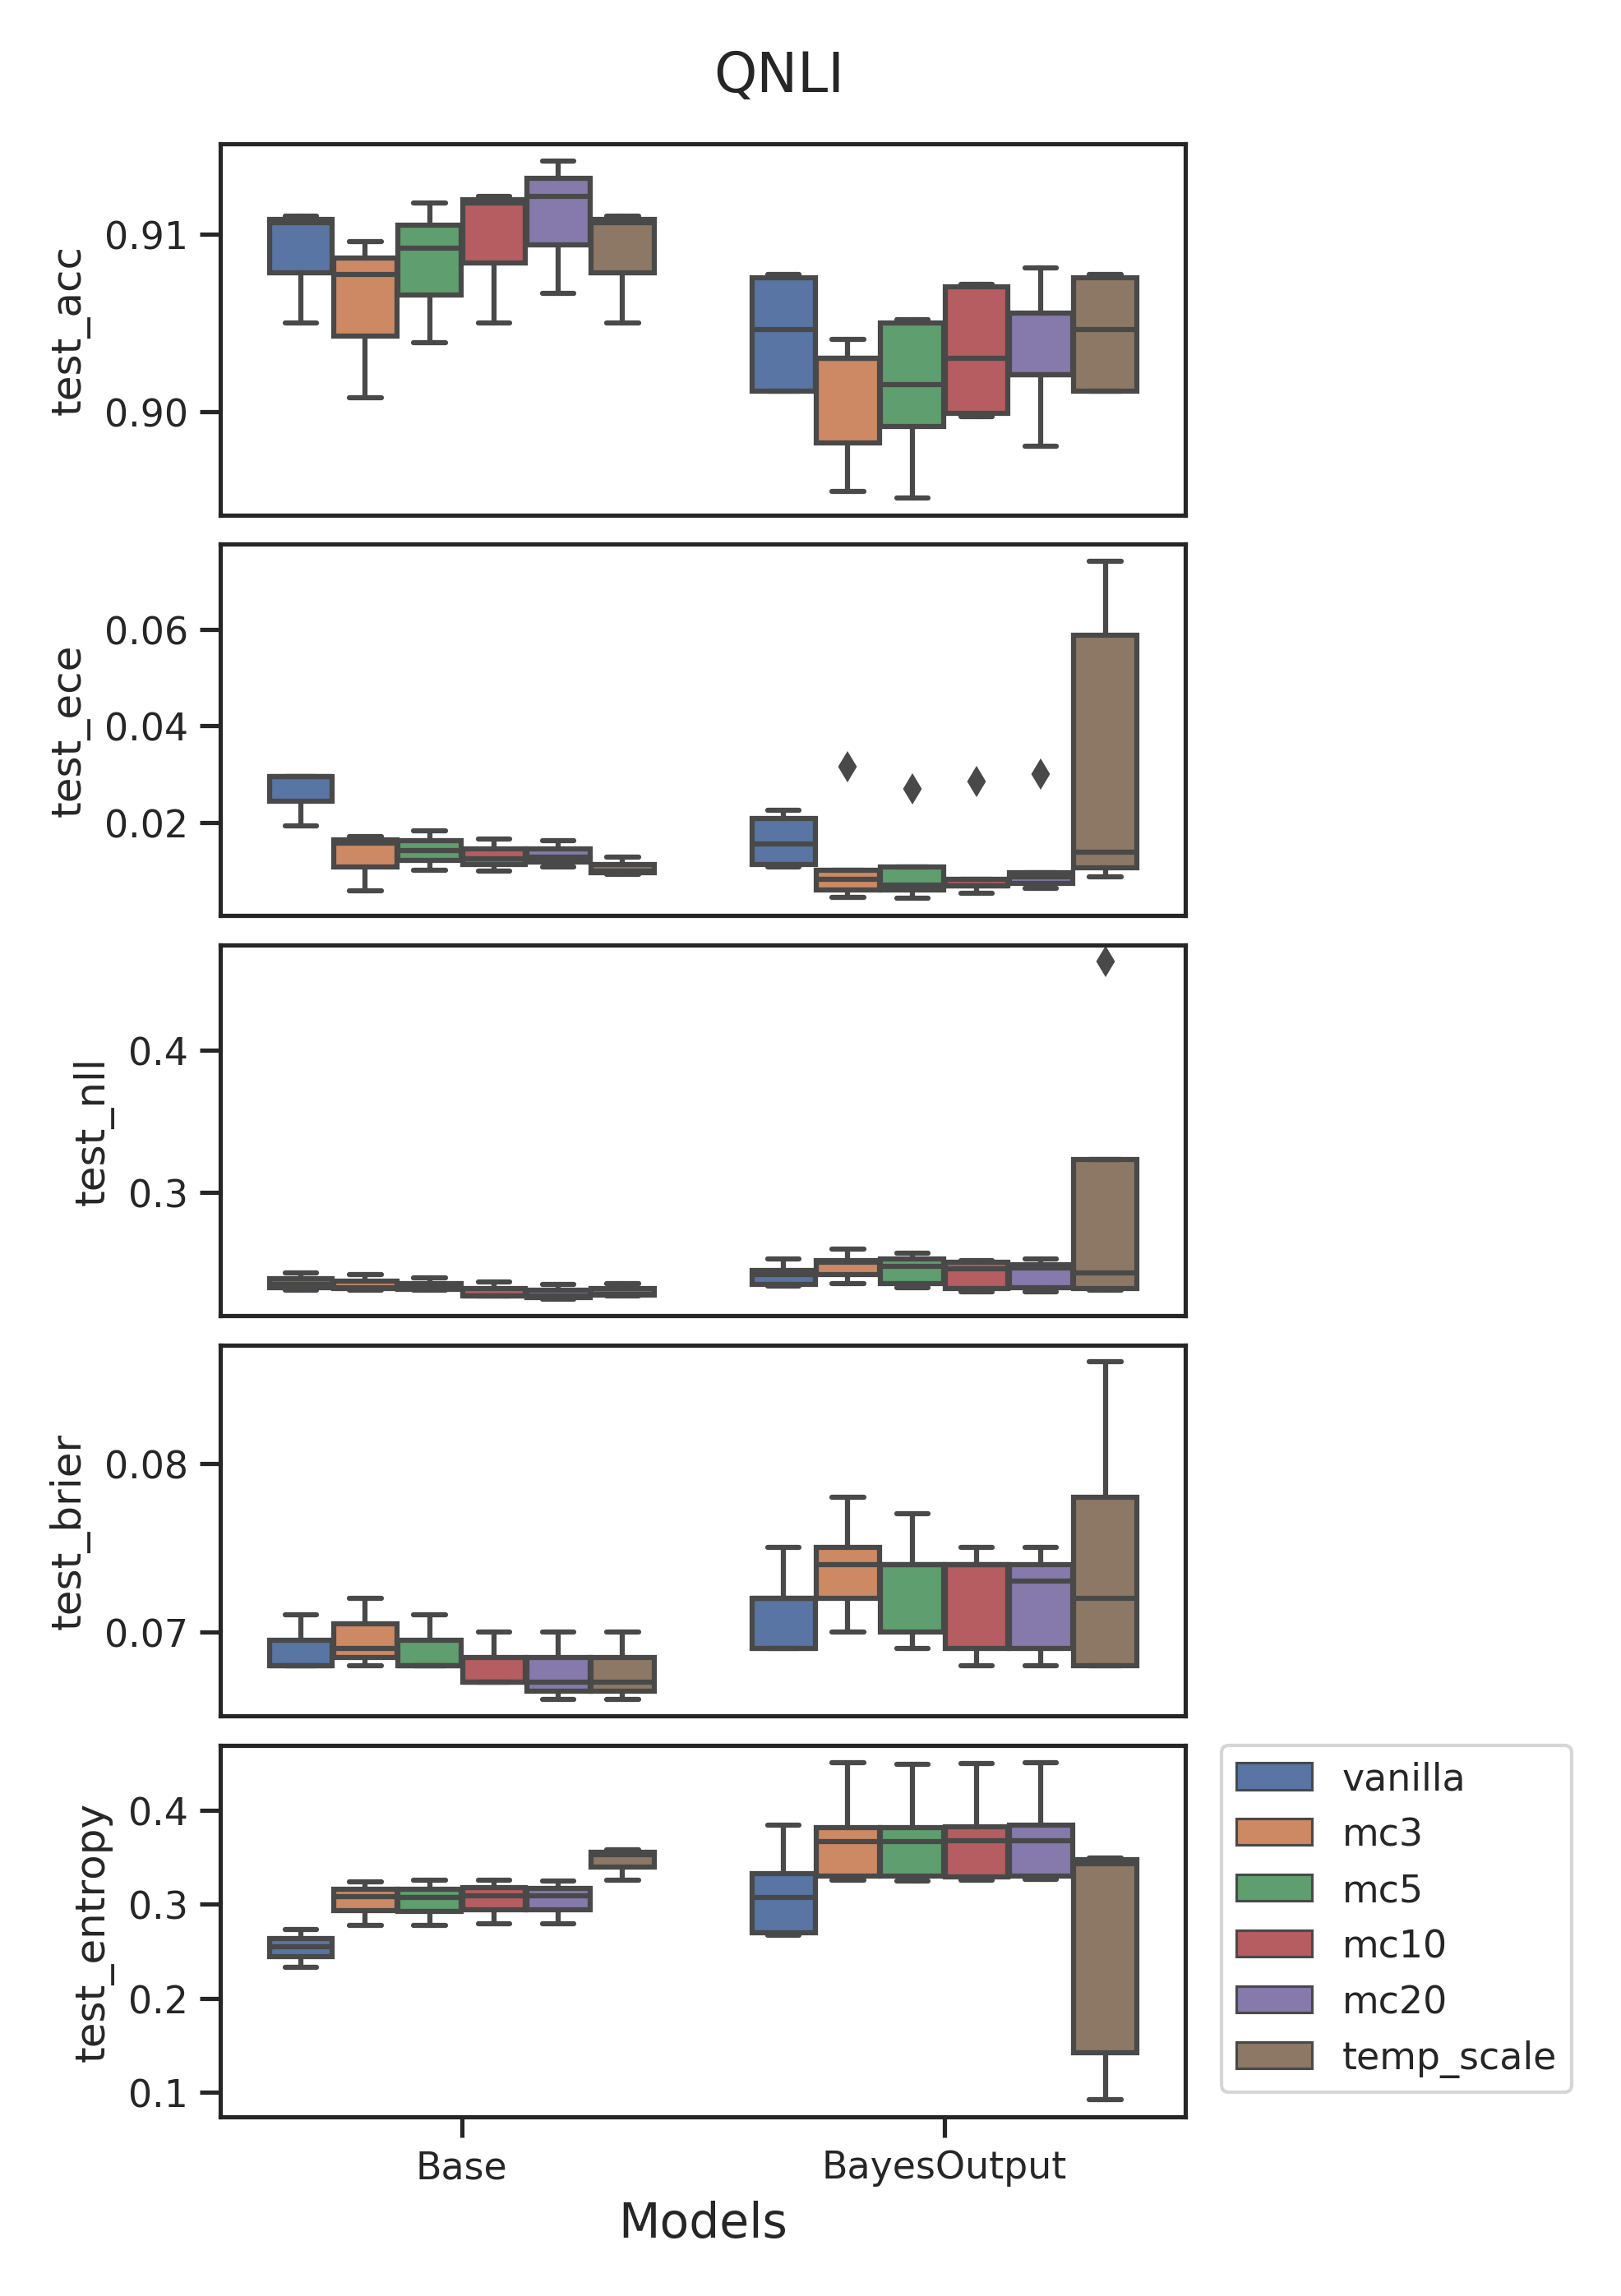 QNLI
test_acc
0.91
0.90
test_ece
0.06
0.04
0.02
test_nll
0.4
0.3
test_brier
0.08
0.07
test_entropy
0.4
0.3
0.2
0.1
vanilla
mc3
mc5
mc10
mc20
temp_scale
Base
BayesOutput
Models